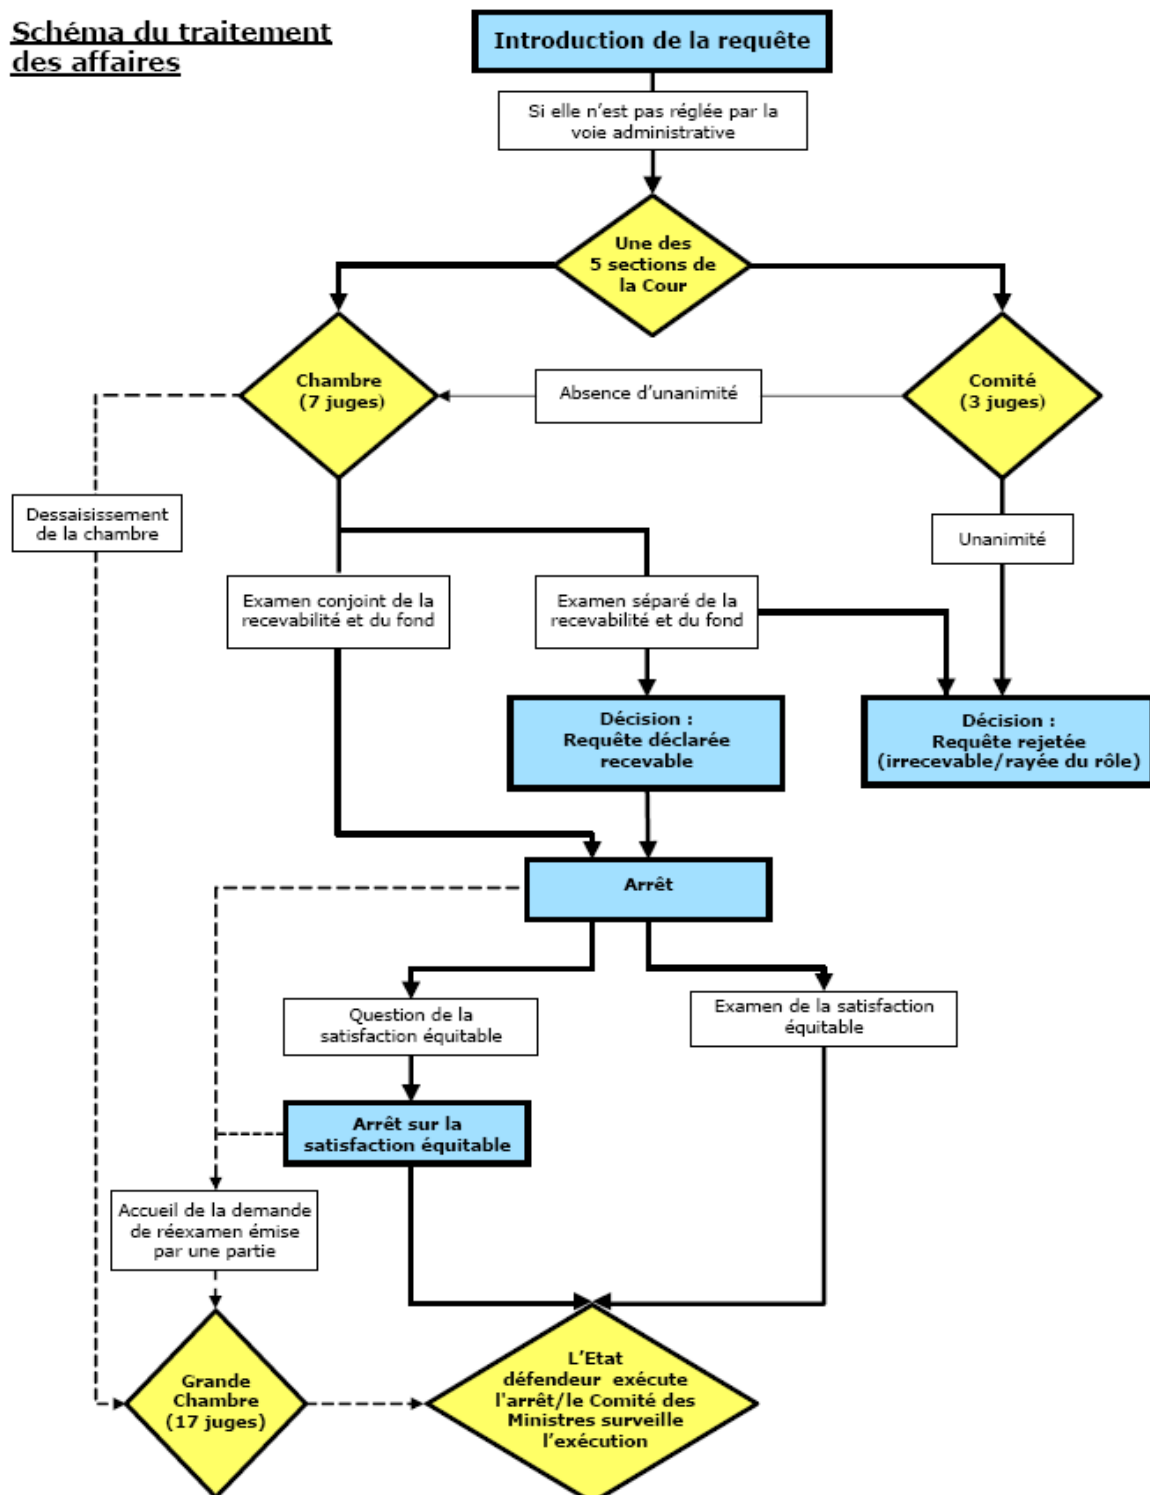 Schéma du traitement
des affaires
Introduction de la requête
Si elle n'est pas réglée par la
voie administrative
Une des
5 sections de
la Cour
Chambre
(7 juges)
Absence d'unanimité
Comité
(3 juges)
Dessaisissement
de la chambre
Unanimité
Examen conjoint de la
recevabilité et du fond
Examen séparé de la
recevabilité et du fond
Décision :
Requête déclarée
recevable
Décision :
Requête rejetée
(irrecevable/rayée du rôle)
Arrêt
Question de la
satisfaction équitable
Examen de la satisfaction
équitable
Arrêt sur la
satisfaction équitable
Accueil de la demande
de réexamen émise
par une partie
Grande
Chambre
(17 juges)
L'Etat
défendeur exécute
l'arrêt/le Comité des
Ministres surveille
l'exécution